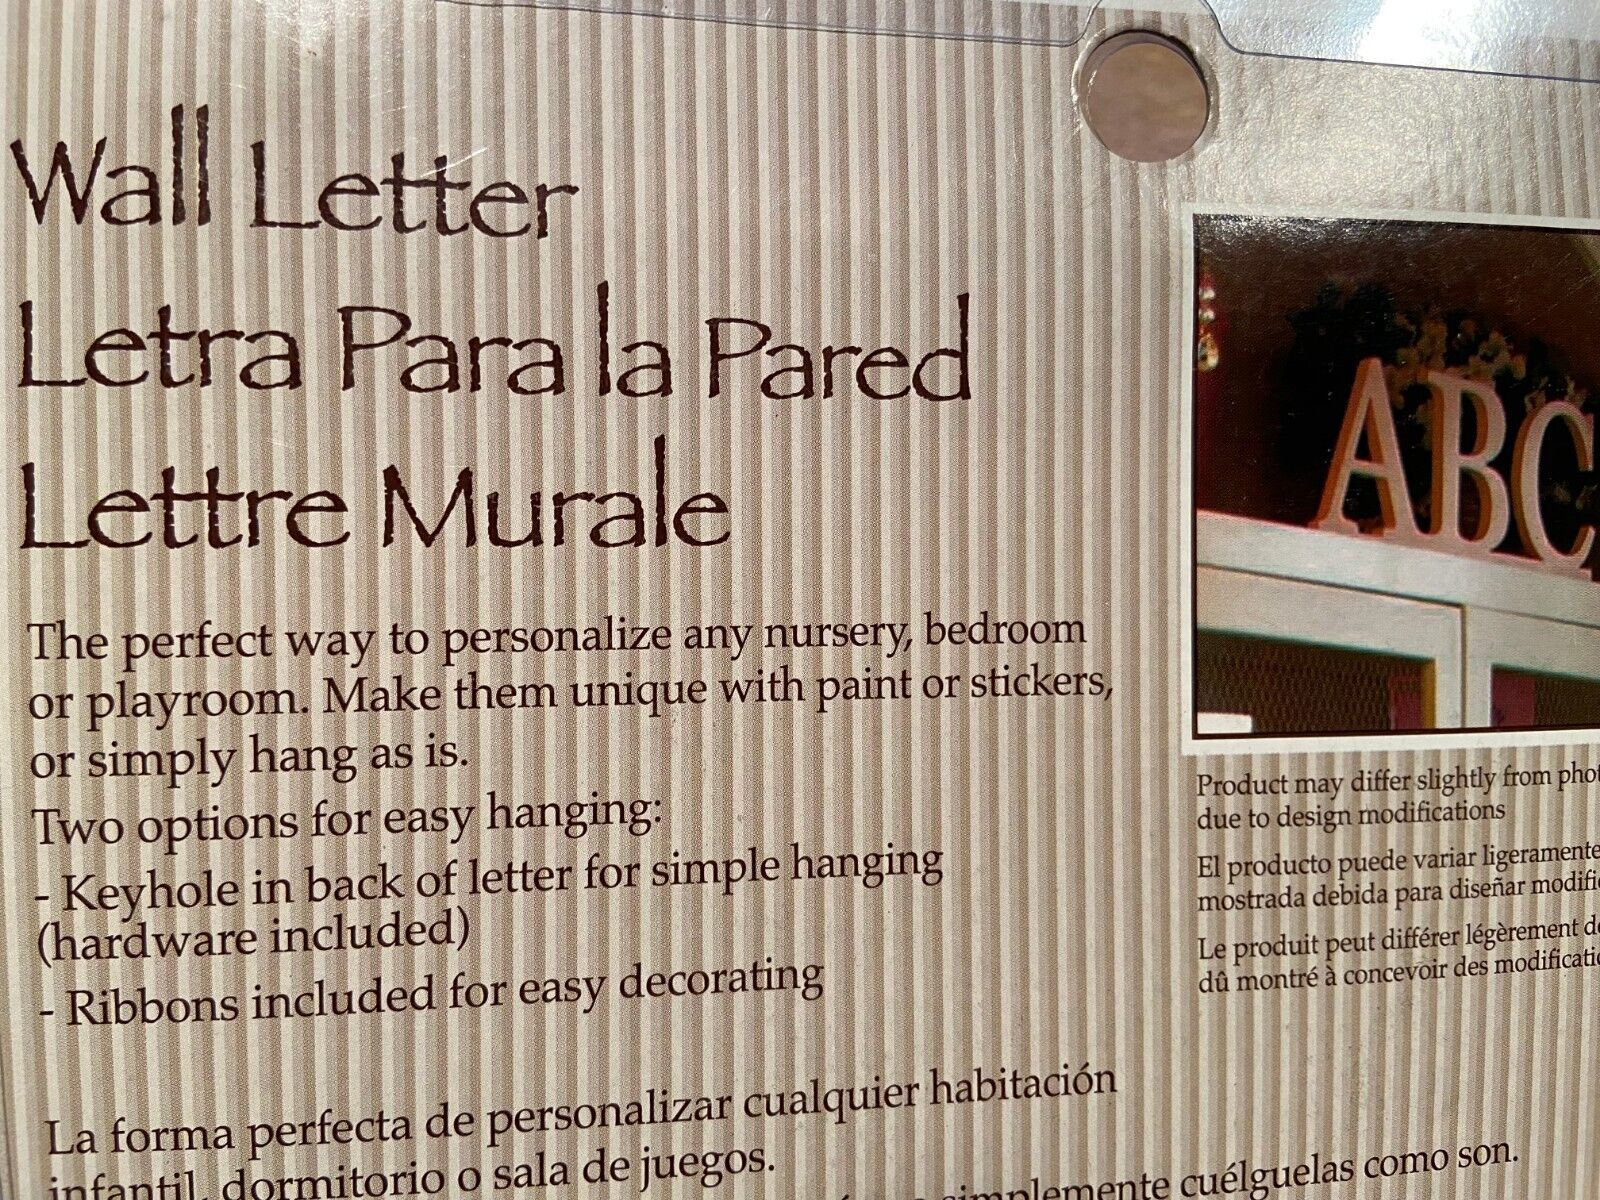 Wall Letter
Letra Para la Pared
Lettre Murale
The perfect way to personalize any nursery, bedroom
or playroom. Make them unique with paint or stickers,
or simply hang as is.
Two options for easy hanging:
- Keyhole in back of letter for simple hanging
(hardware included)
- Ribbons included for easy decorating
La forma perfecta de personalizar cualquier habitación
infantil, dormitorio o sala de juegos.
simplemente cuélguelas como son.
ABC
Product may differ slightly from
due to design modifications
El producto puede variar ligeramente
mostrada debida para diseñar
Le produit peut différer légèrement
dû montré à concevoir des